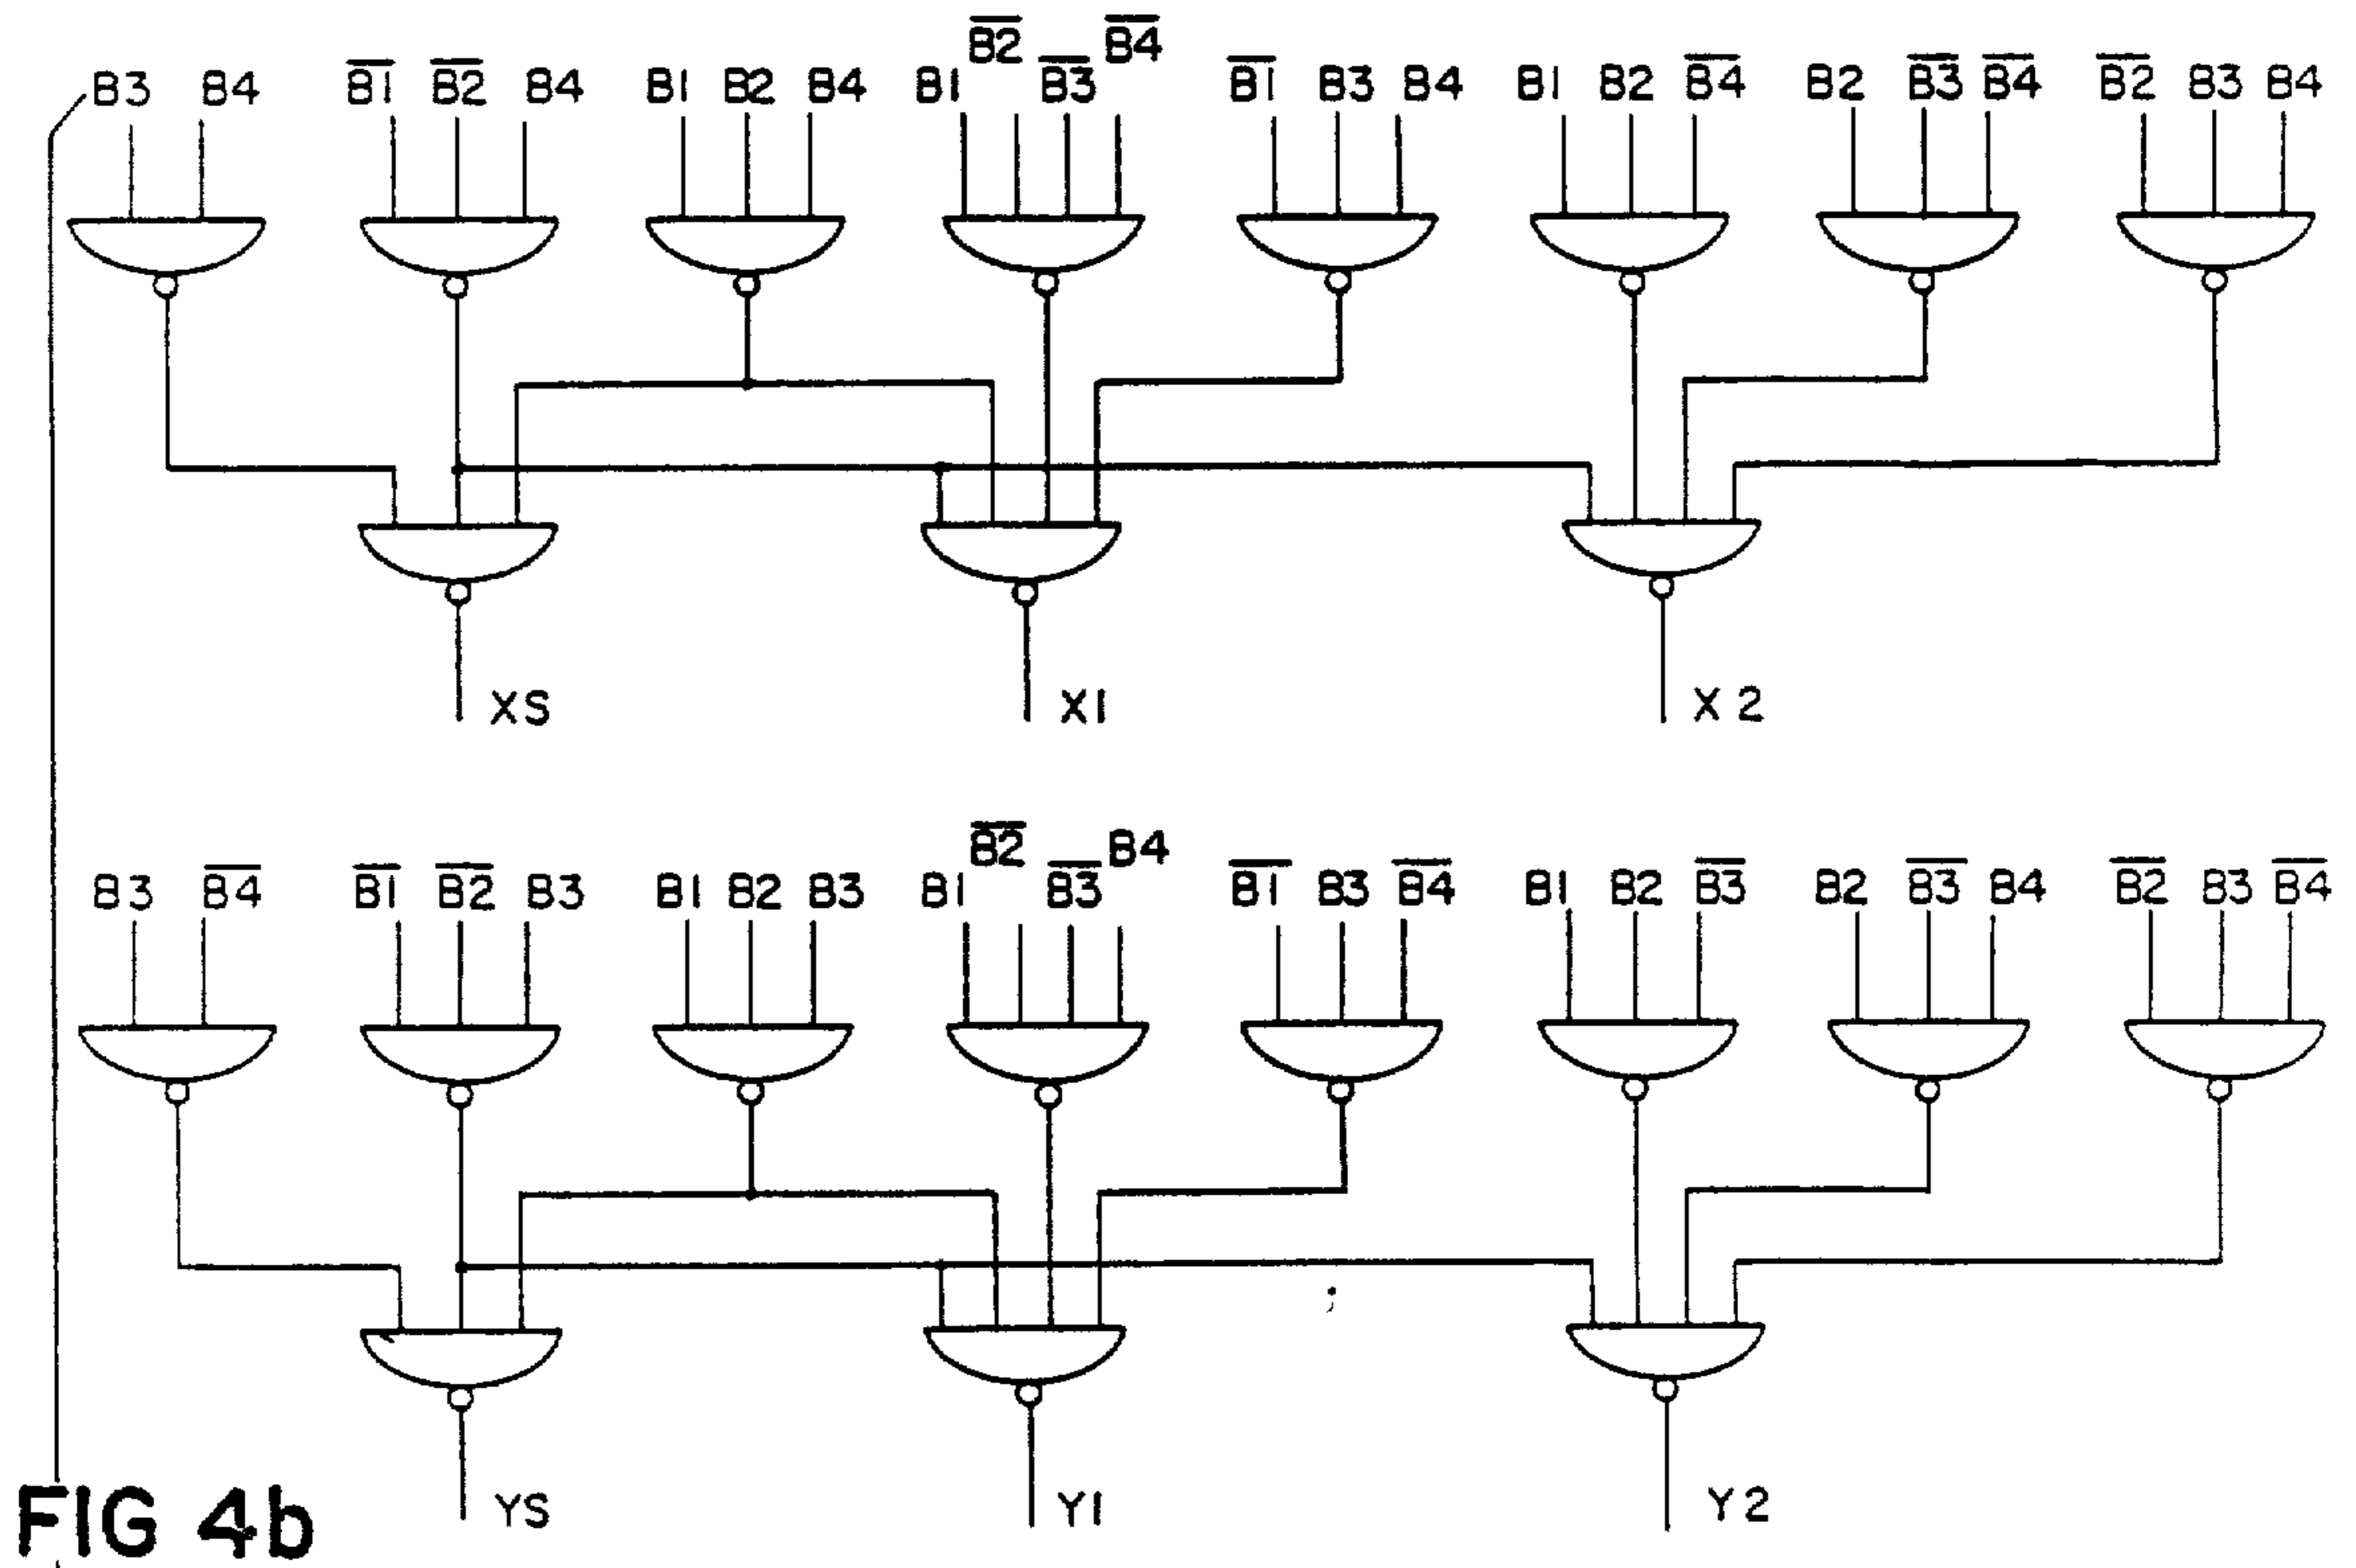 B3 B4 B̅1̅ B̅2̅ B4 B1 B2 B4 B1 B̅2̅ B̅3̅ B̅4̅ B̅1̅ B3 B4 B1 B2 B̅4̅ B2 B̅3̅ B̅4̅ B̅2̅ B3 B4
XS X1 X2
B3 B̅4̅ B̅1̅ B̅2̅ B3 B1 B2 B3 B1 B̅2̅ B̅3̅ B4 B̅1̅ B3 B̅4̅ B1 B2 B̅3̅ B2 B̅3̅ B4 B̅2̅ B3 B̅4̅
YS Y1 Y2
FIG 4b